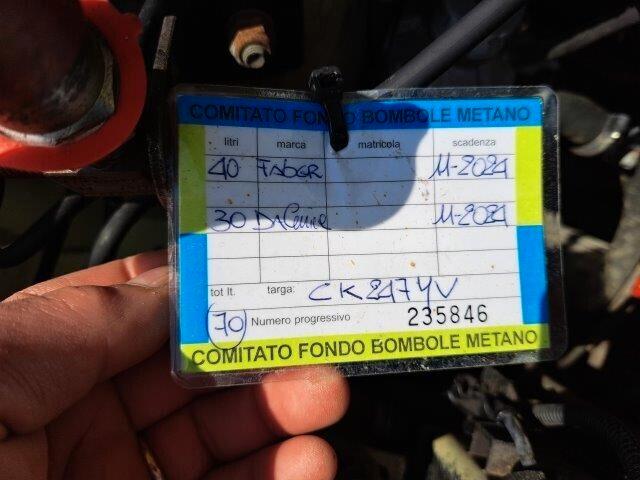 COMITATO FONDO BOMBOLE METANO
litri marca matricola scadenza
40 FABER 11-2021
30 11-2021
tot lt. targa: CK247YV
70 Numero progressivo 235846
COMITATO FONDO BOMBOLE METANO